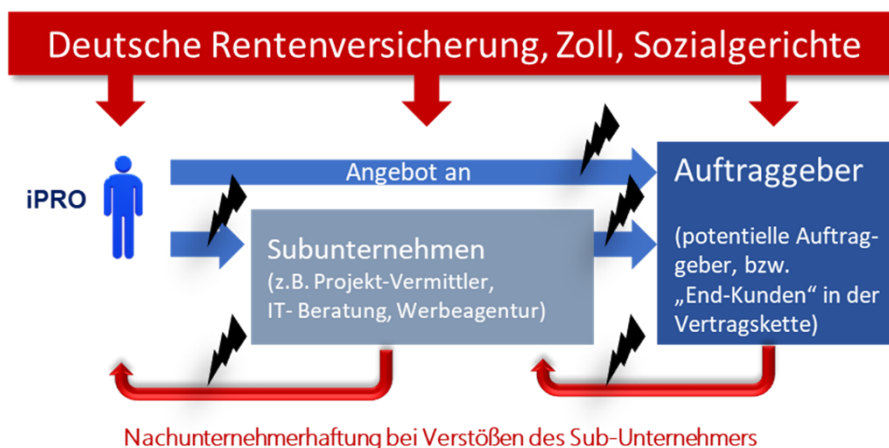 Deutsche Rentenversicherung, Zoll, Sozialgerichte
iPRO
Angebot an
Auftraggeber
(potentielle Auftrag-
geber, bzw.
„End-Kunden“ in der
Vertragskette)
Subunternehmen
(z.B. Projekt-Vermittler,
IT- Beratung, Werbeagentur)
Nachunternehmerhaftung bei Verstößen des Sub-Unternehmers